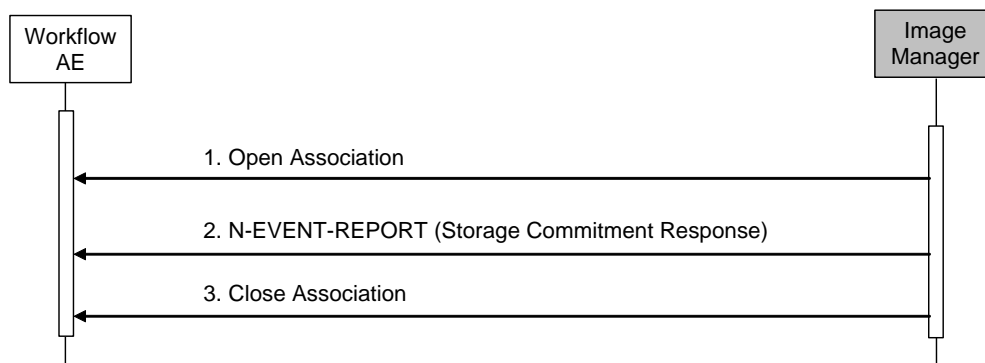 Workflow
AE
Image
Manager
1. Open Association
2. N-EVENT-REPORT (Storage Commitment Response)
3. Close Association